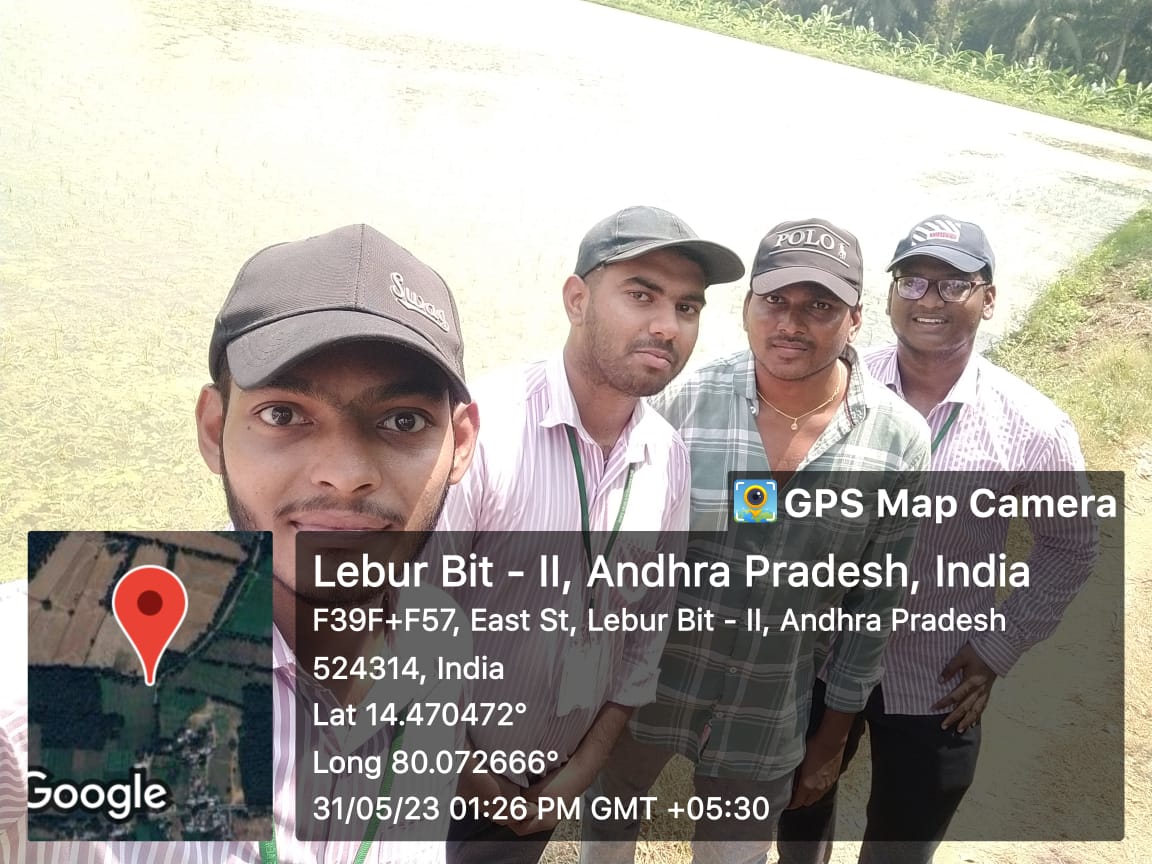 Swag
POLO
GPS Map Camera
Lebur Bit - II, Andhra Pradesh, India
F39F+F57, East St, Lebur Bit - II, Andhra Pradesh
524314, India
Lat 14.470472°
Long 80.072666°
31/05/23 01:26 PM GMT +05:30
Google